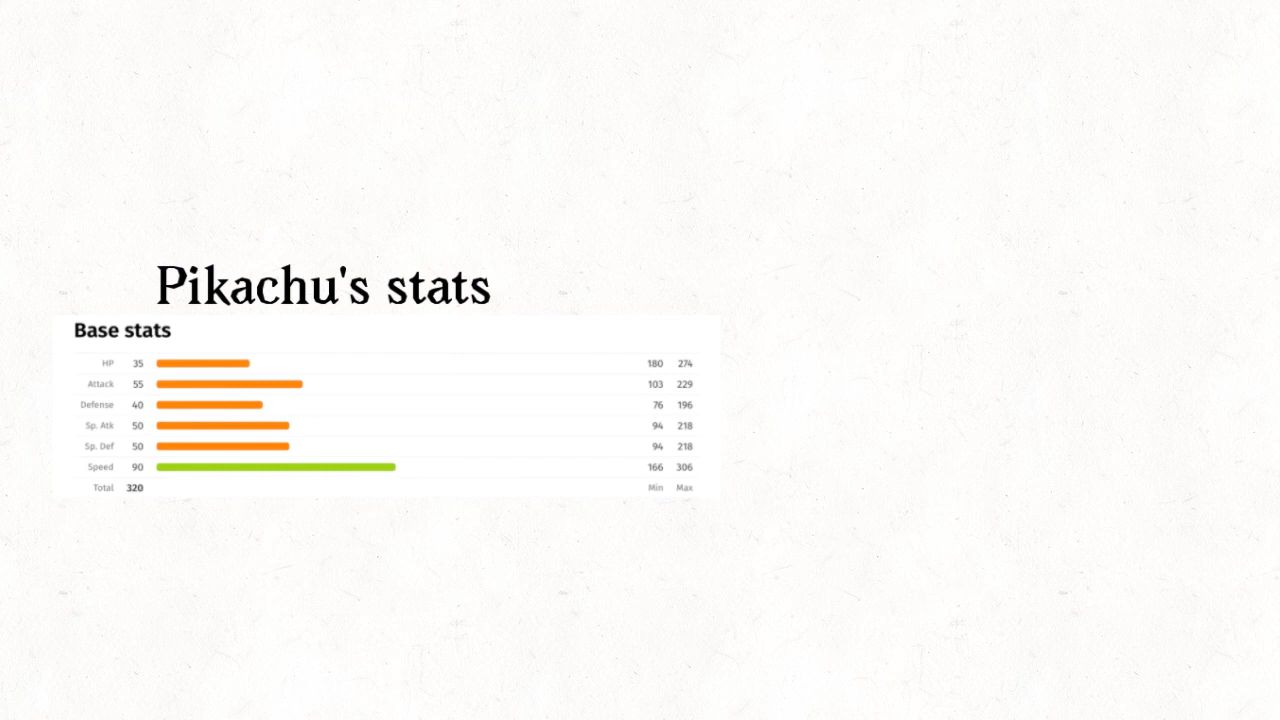 Pikachu's stats
Base stats
HP 35 180 274
Attack 55 103 229
Defense 40 76 196
Sp. Atk 50 94 218
Sp. Def 50 94 218
Speed 90 166 306
Total 320 Min Max